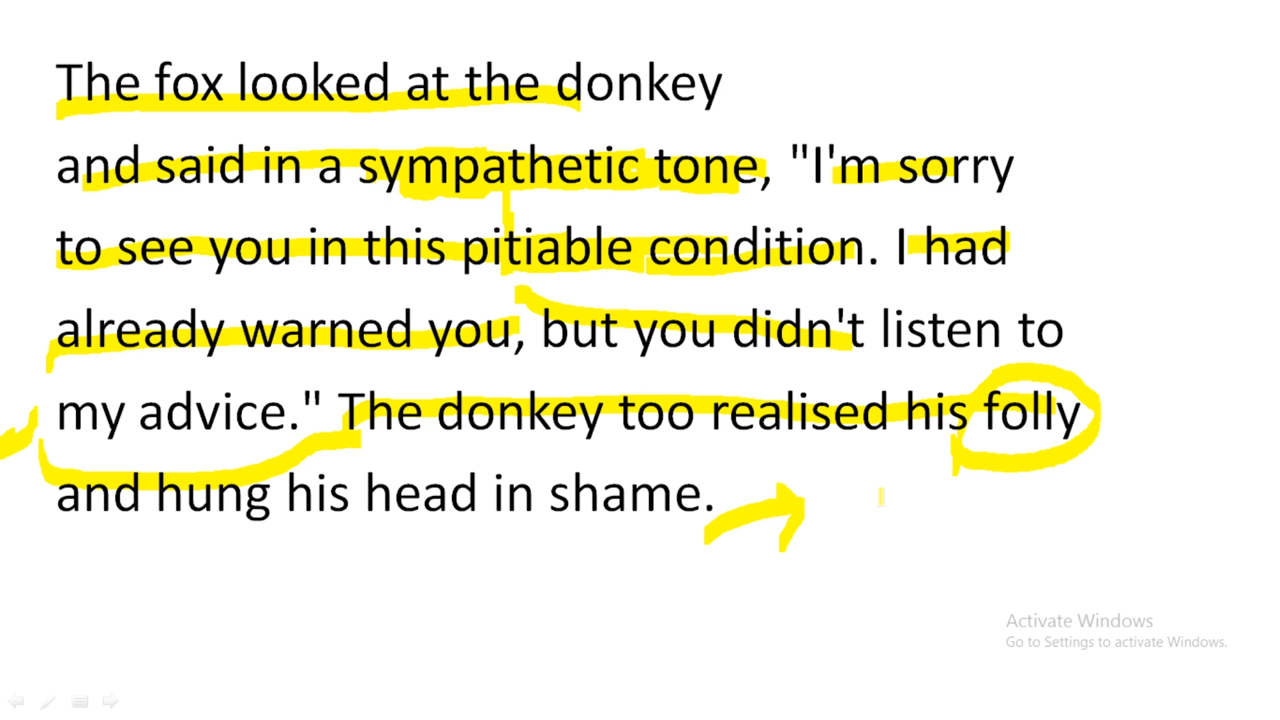 The fox looked at the donkey
and said in a sympathetic tone, "I'm sorry
to see you in this pitiable condition. I had
already warned you, but you didn't listen to
my advice." The donkey too realised his folly
and hung his head in shame.
Activate Windows
Go to Settings to activate Windows.